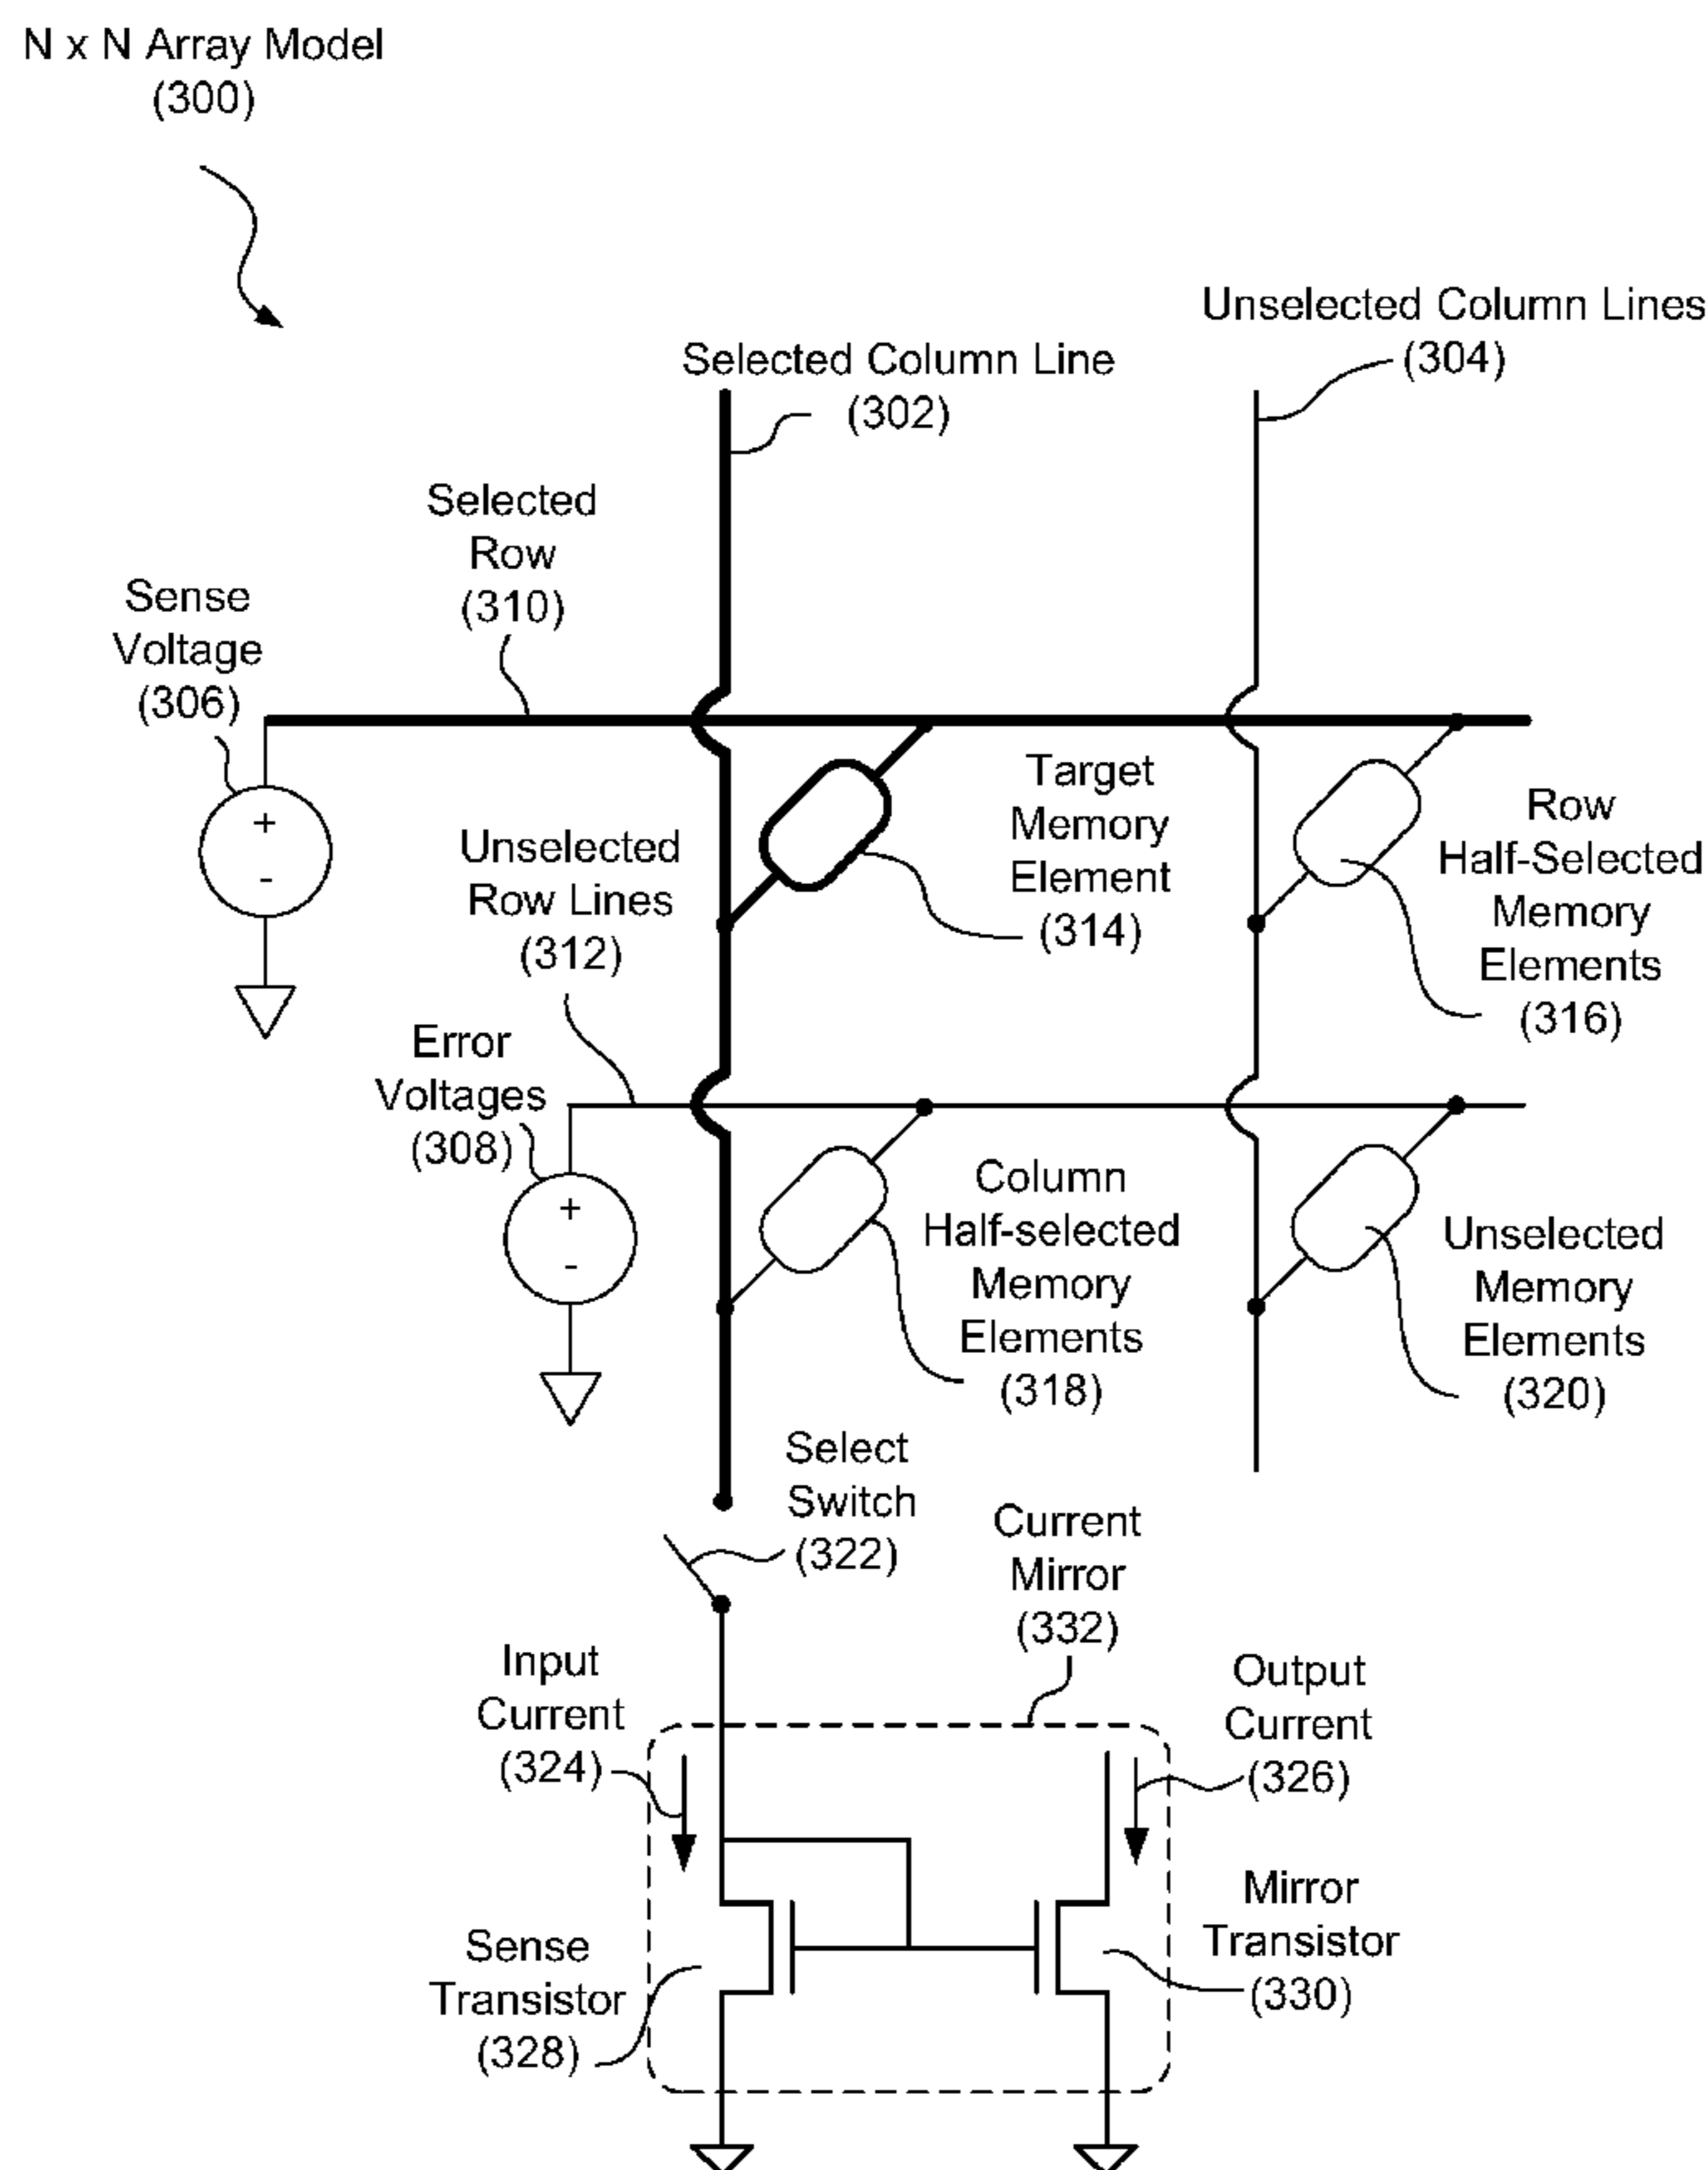 N x N Array Model
(300)
Unselected Column Lines
(304)
Selected Column Line
(302)
Selected
Row
(310)
Sense
Voltage
(306)
+
-
Target
Memory
Element
(314)
Row
Half-Selected
Memory
Elements
(316)
Unselected
Row Lines
(312)
Error
Voltages
(308)
+
-
Column
Half-selected
Memory
Elements
(318)
Unselected
Memory
Elements
(320)
Select
Switch
(322)
Current
Mirror
(332)
Input
Current
(324)
Output
Current
(326)
Sense
Transistor
(328)
Mirror
Transistor
(330)